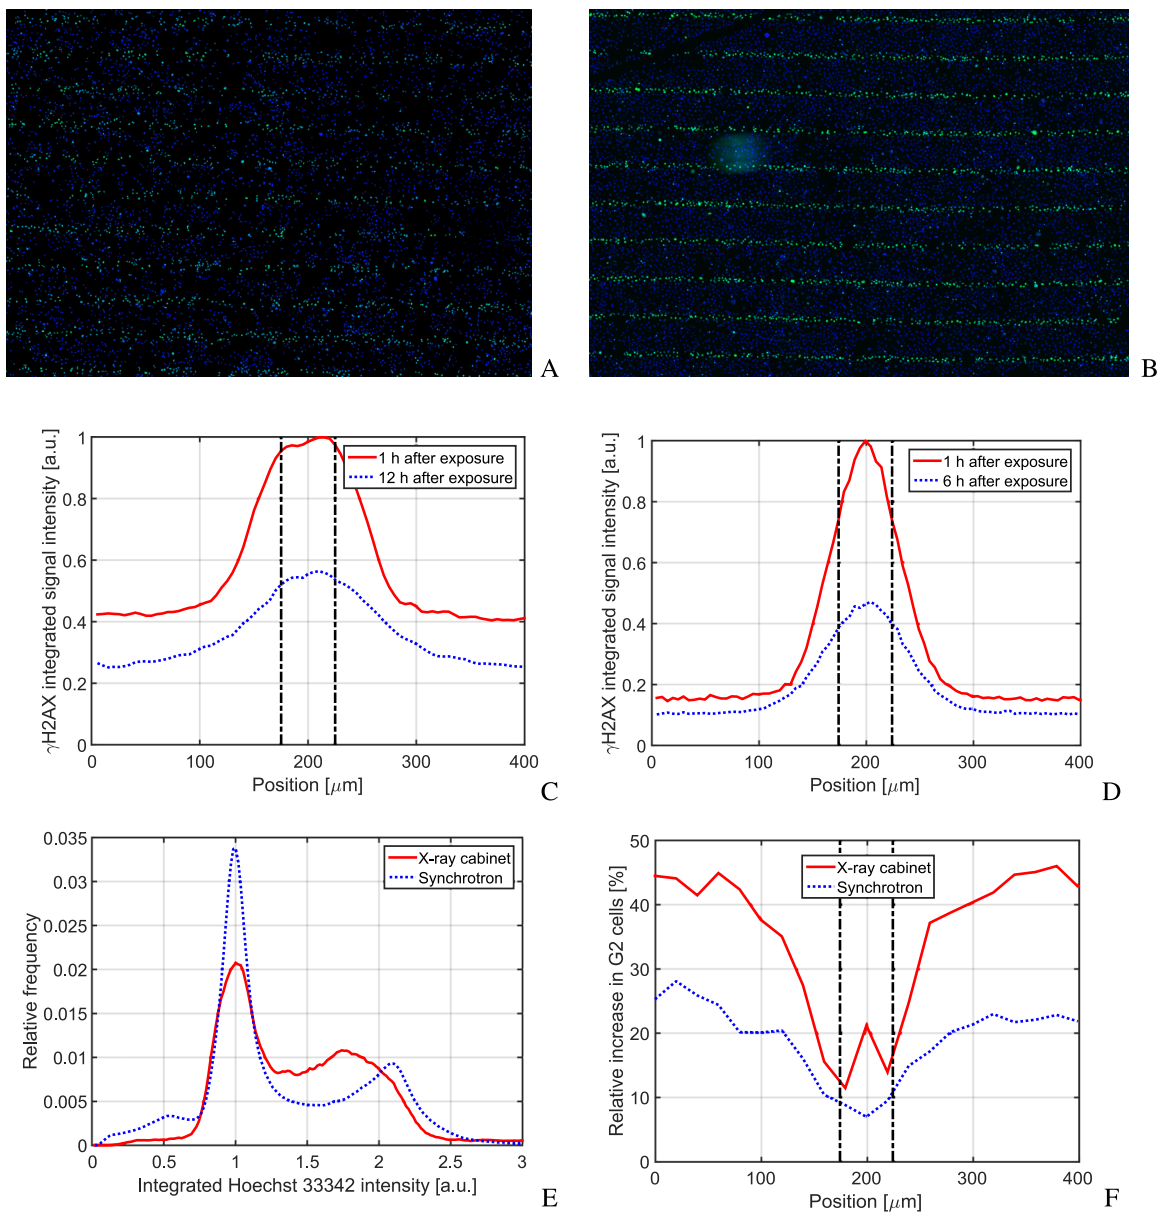 A
B
γH2AX integrated signal intensity [a.u.]
1
0.8
0.6
0.4
0.2
0
1 h after exposure
12 h after exposure
0 100 200 300 400
Position [μm]
C
γH2AX integrated signal intensity [a.u.]
1
0.8
0.6
0.4
0.2
0
1 h after exposure
6 h after exposure
0 100 200 300 400
Position [μm]
D
Relative frequency
0.035
0.03
0.025
0.02
0.015
0.01
0.005
0
X-ray cabinet
Synchrotron
0 0.5 1 1.5 2 2.5 3
Integrated Hoechst 33342 intensity [a.u.]
E
Relative increase in G2 cells [%]
50
40
30
20
10
0
X-ray cabinet
Synchrotron
0 100 200 300 400
Position [μm]
F